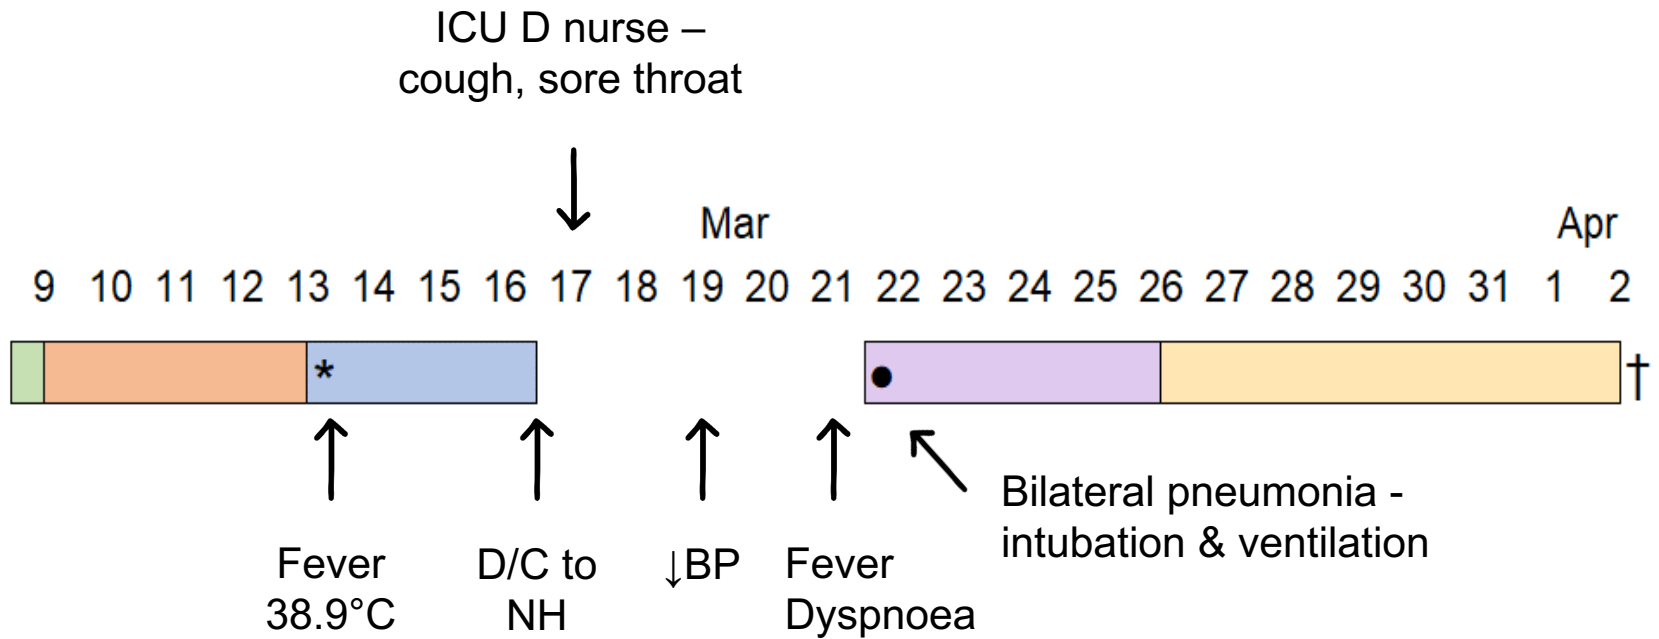 ICU D nurse –
cough, sore throat
Mar
Apr
9 10 11 12 13 14 15 16 17 18 19 20 21 22 23 24 25 26 27 28 29 30 31 1 2
*
●
†
Fever
38.9°C
D/C to
NH
↓BP
Fever
Dyspnoea
Bilateral pneumonia -
intubation & ventilation